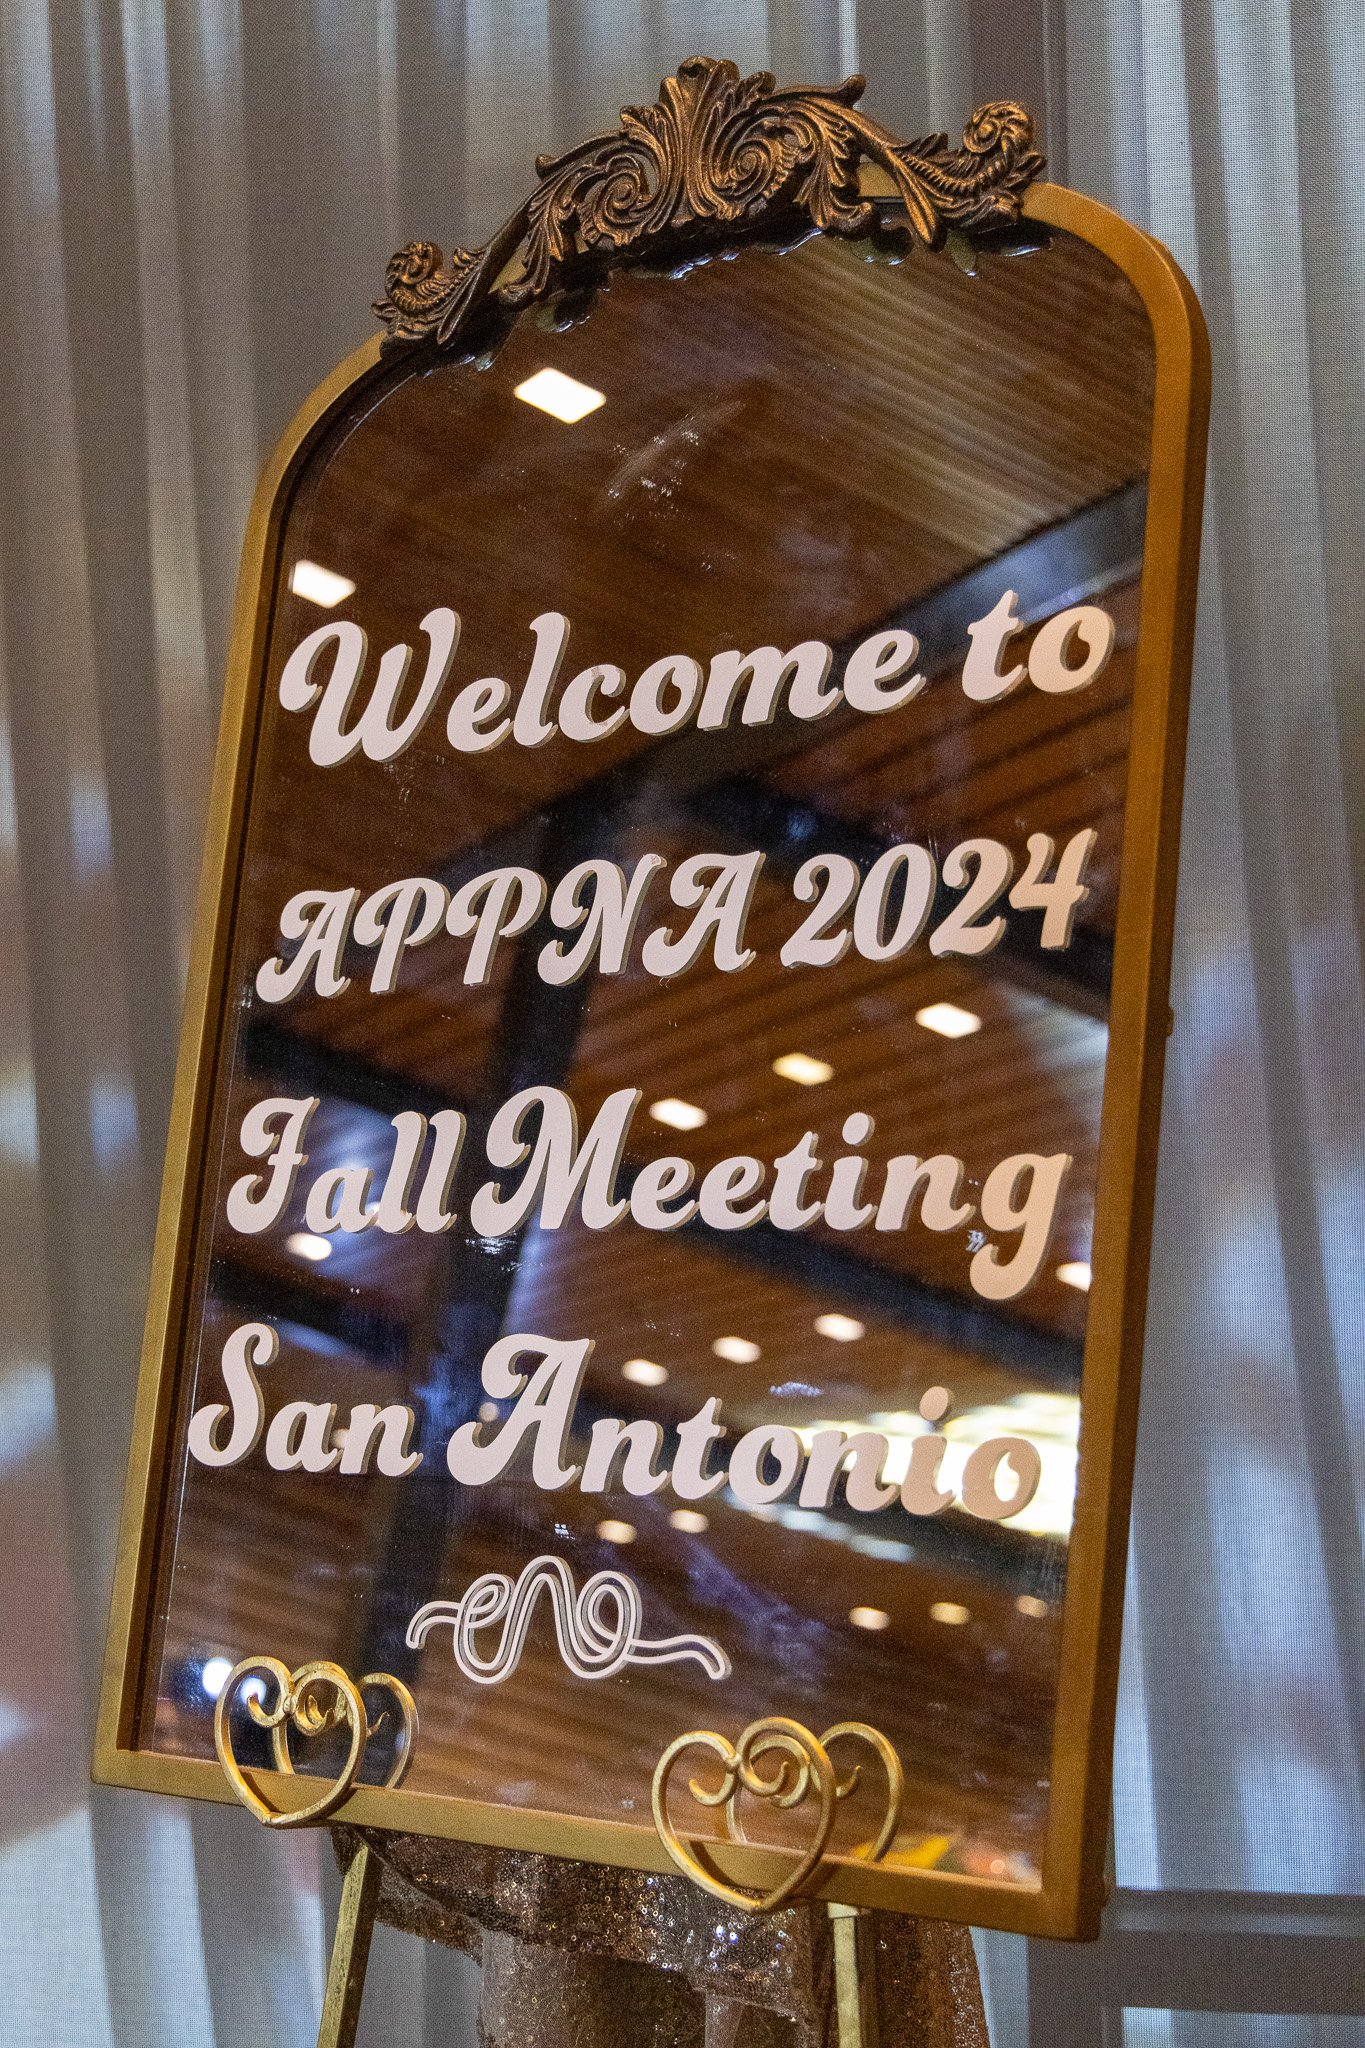 Welcome to
APPNA 2024
Fall Meeting
San Antonio